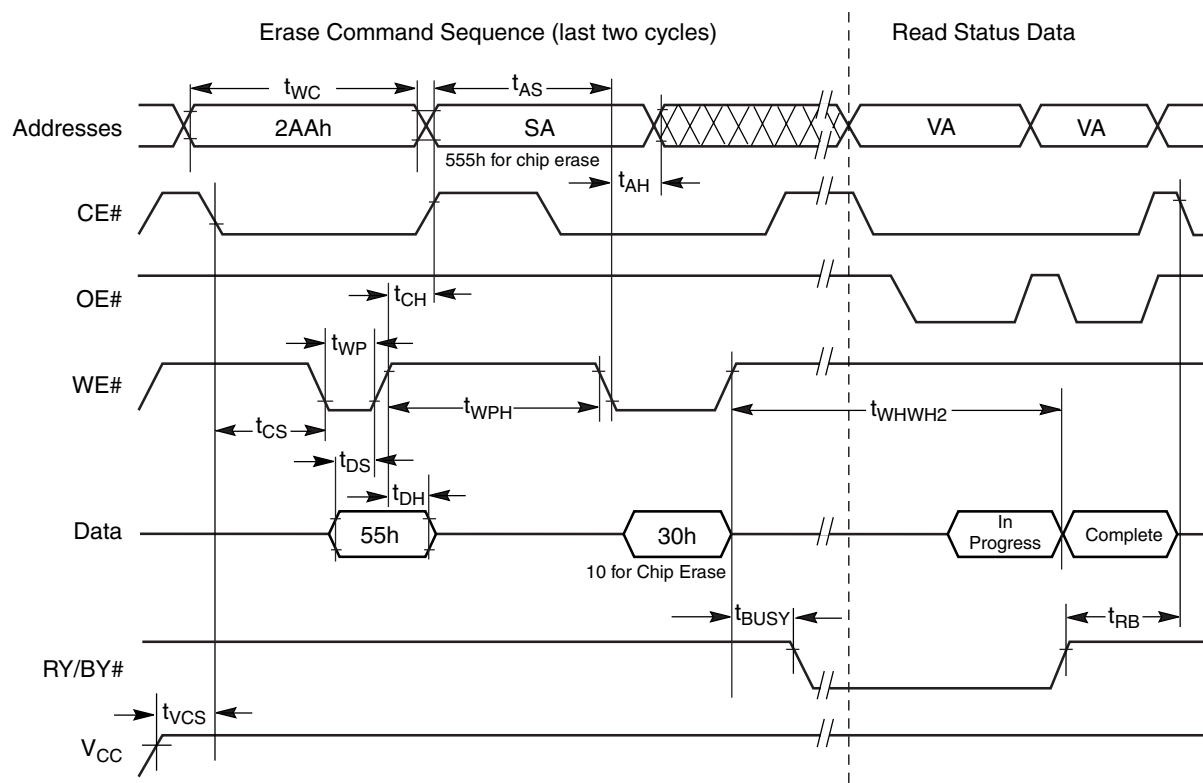 Erase Command Sequence (last two cycles)
Read Status Data
tWC
tAS
Addresses
2AAh
SA
VA
VA
555h for chip erase
tAH
CE#
OE#
tCH
tWP
WE#
tWPH
tWHWH2
tCS
tDS
tDH
Data
55h
30h
In
Progress
Complete
10 for Chip Erase
tBUSY
tRB
RY/BY#
tVCS
VCC